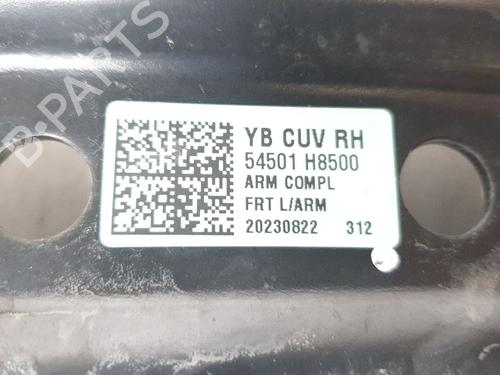 B-PARTS
YB CUV RH
54501 H8500
ARM COMPL
FRT L/ARM
20230822 312